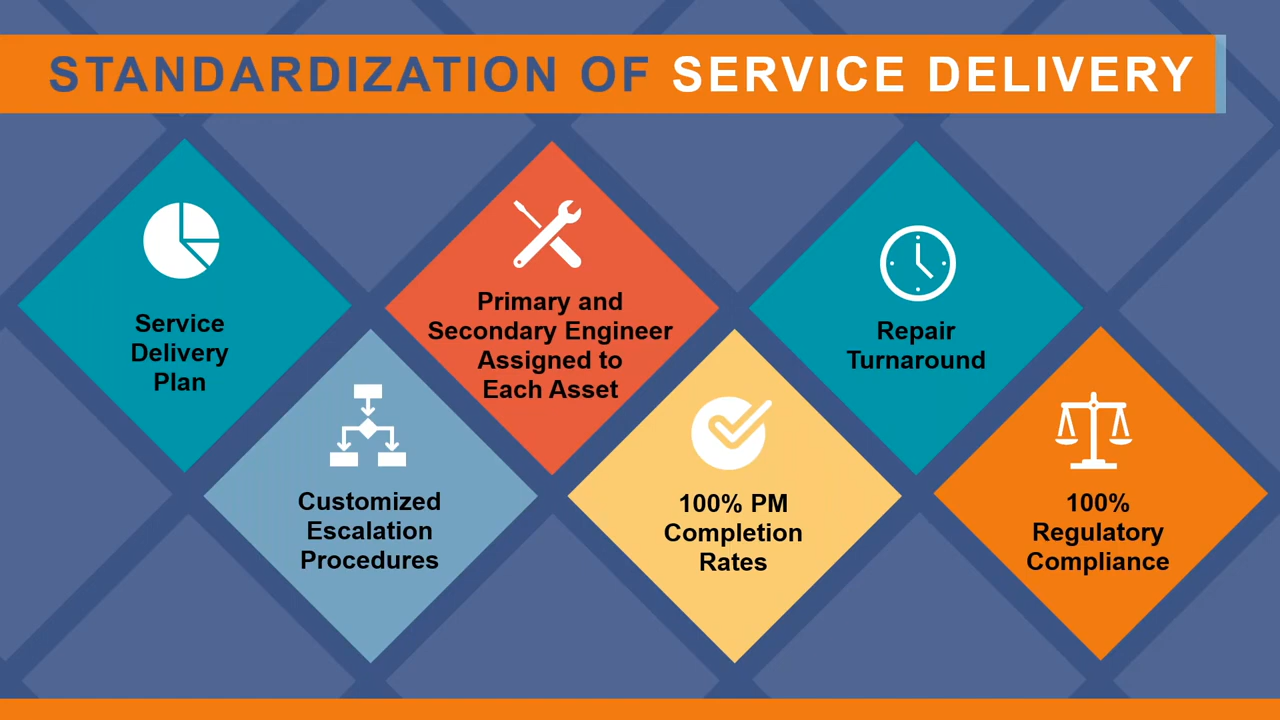 STANDARDIZATION OF SERVICE DELIVERY
Service
Delivery
Plan
Customized
Escalation
Procedures
Primary and
Secondary Engineer
Assigned to
Each Asset
100% PM
Completion
Rates
Repair
Turnaround
100%
Regulatory
Compliance